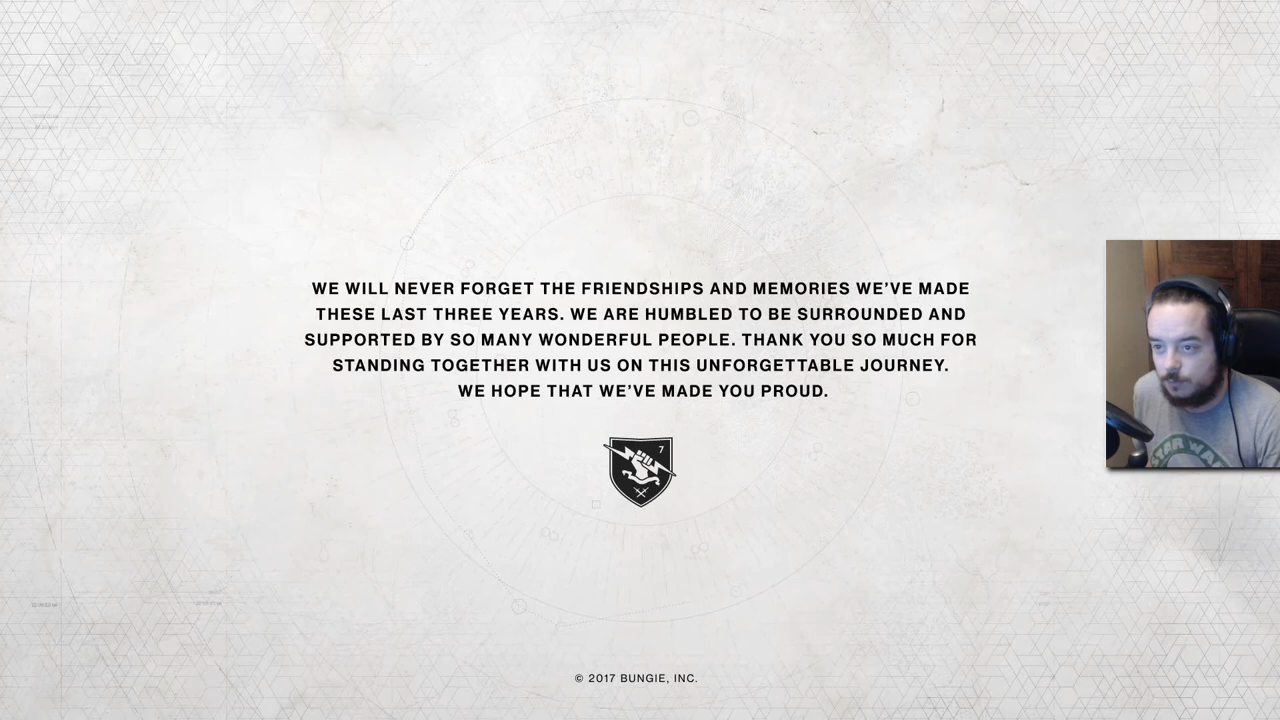 WE WILL NEVER FORGET THE FRIENDSHIPS AND MEMORIES WE'VE MADE
THESE LAST THREE YEARS. WE ARE HUMBLED TO BE SURROUNDED AND
SUPPORTED BY SO MANY WONDERFUL PEOPLE. THANK YOU SO MUCH FOR
STANDING TOGETHER WITH US ON THIS UNFORGETTABLE JOURNEY.
WE HOPE THAT WE'VE MADE YOU PROUD.
7
STAR WA
© 2017 BUNGIE, INC.